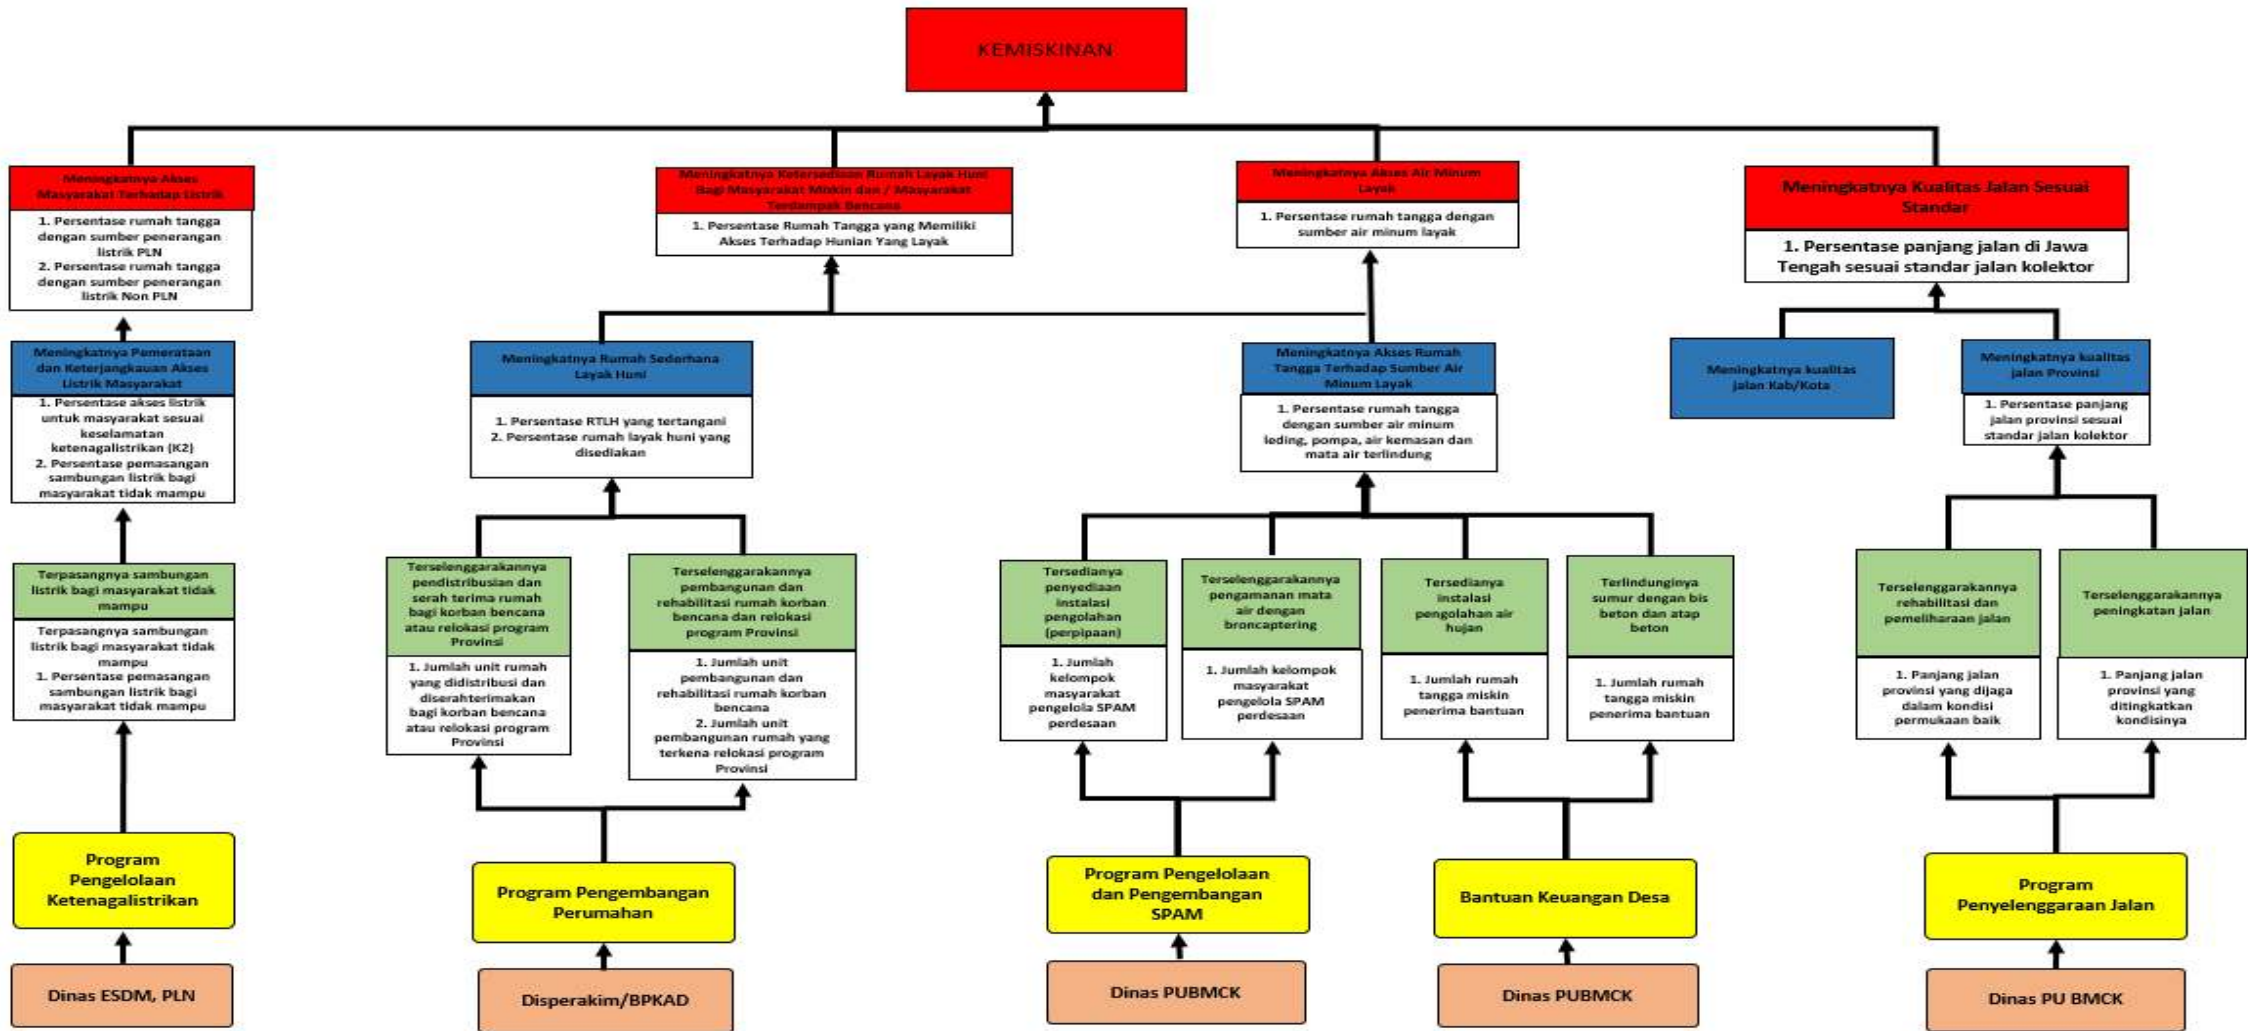 KEMISKINAN
Meningkatnya Akses
Masyarakat Terhadap Listrik
1. Persentase rumah tangga
dengan sumber penerangan
listrik PLN
2. Persentase rumah tangga
dengan sumber penerangan
listrik Non PLN
Meningkatnya Ketersediaan Rumah Layak Huni
Bagi Masyarakat Miskin dan / Masyarakat
Terdampak Bencana
1. Persentase Rumah Tangga yang Memiliki
Akses Terhadap Hunian Yang Layak
Meningkatnya Akses Air Minum
Layak
1. Persentase rumah tangga dengan
sumber air minum layak
Meningkatnya Kualitas Jalan Sesuai
Standar
1. Persentase panjang jalan di Jawa
Tengah sesuai standar jalan kolektor
Meningkatnya Pemerataan
dan Keterjangkauan Akses
Listrik Masyarakat
1. Persentase akses listrik
untuk masyarakat sesuai
keselamatan
ketenagalistrikan (K2)
2. Persentase pemasangan
sambungan listrik bagi
masyarakat tidak mampu
Meningkatnya Rumah Sederhana
Layak Huni
1. Persentase RTLH yang tertangani
2. Persentase rumah layak huni yang
disediakan
Meningkatnya Akses Rumah
Tangga Terhadap Sumber Air
Minum Layak
1. Persentase rumah tangga
dengan sumber air minum
leding, pompa, air kemasan dan
mata air terlindung
Meningkatnya kualitas
jalan Kab/Kota
Meningkatnya kualitas
jalan Provinsi
1. Persentase panjang
jalan provinsi sesuai
standar jalan kolektor
Terpasangnya sambungan
listrik bagi masyarakat tidak
mampu
Terpasangnya sambungan
listrik bagi masyarakat tidak
mampu
1. Persentase pemasangan
sambungan listrik bagi
masyarakat tidak mampu
Terselenggarakannya
pendistribusian dan
serah terima rumah
bagi korban bencana
atau relokasi program
Provinsi
1. Jumlah unit rumah
yang didistribusi dan
diserahterimakan
bagi korban bencana
atau relokasi program
Provinsi
Terselenggarakannya
pembangunan dan
rehabilitasi rumah korban
bencana dan relokasi
program Provinsi
1. Jumlah unit
pembangunan dan
rehabilitasi rumah korban
bencana
2. Jumlah unit
pembangunan rumah yang
terkena relokasi program
Provinsi
Tersedianya
penyediaan
instalasi
pengolahan
(perpipaan)
1. Jumlah
kelompok
masyarakat
pengelola SPAM
perdesaan
Terselenggarakannya
pengamanan mata
air dengan
broncaptering
1. Jumlah kelompok
masyarakat
pengelola SPAM
perdesaan
Tersedianya
instalasi
pengolahan air
hujan
1. Jumlah rumah
tangga miskin
penerima bantuan
Terlindunginya
sumur dengan bis
beton dan atap
beton
1. Jumlah rumah
tangga miskin
penerima bantuan
Terselenggarakannya
rehabilitasi dan
pemeliharaan jalan
1. Panjang jalan
provinsi yang dijaga
dalam kondisi
permukaan baik
Terselenggarakannya
peningkatan jalan
1. Panjang jalan
provinsi yang
ditingkatkan
kondisinya
Program
Pengelolaan
Ketenagalistrikan
Program Pengembangan
Perumahan
Program Pengelolaan
dan Pengembangan
SPAM
Bantuan Keuangan Desa
Program
Penyelenggaraan Jalan
Dinas ESDM, PLN
Disperakim/BPKAD
Dinas PUBMCK
Dinas PUBMCK
Dinas PU BMCK